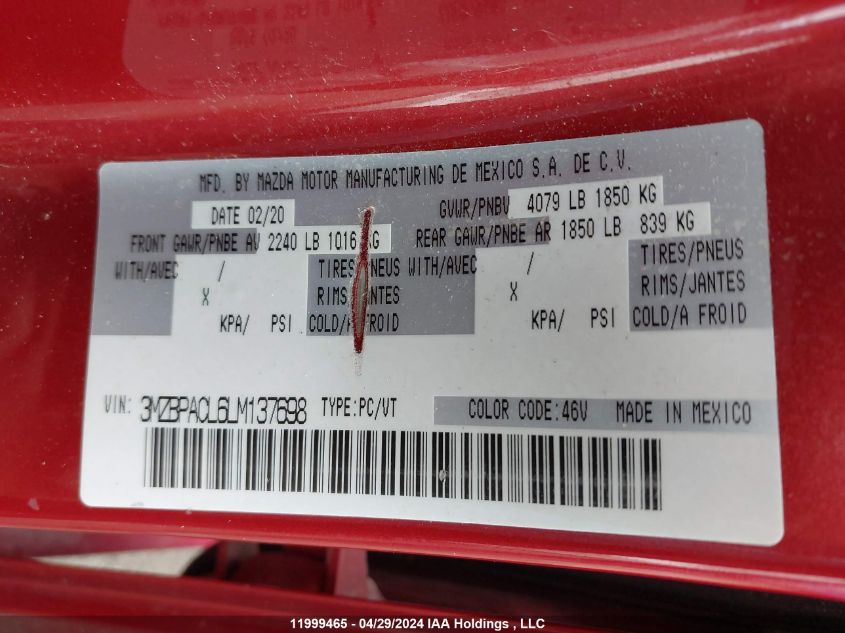 MFD. BY MAZDA MOTOR MANUFACTURING DE MEXICO S.A. DE C.V.
DATE 02/20 GVWR/PNBV 4079 LB 1850 KG
FRONT GAWR/PNBE AV 2240 LB 1016 KG REAR GAWR/PNBE AR 1850 LB 839 KG
WITH/AVEC / TIRES/PNEUS WITH/AVEC / TIRES/PNEUS
X RIMS/JANTES X RIMS/JANTES
KPA/ PSI COLD/A FROID KPA/ PSI COLD/A FROID
VIN: 3MZBPACL6LM137698 TYPE:PC/VT COLOR CODE:46V MADE IN MEXICO
11999465 - 04/29/2024 IAA Holdings , LLC